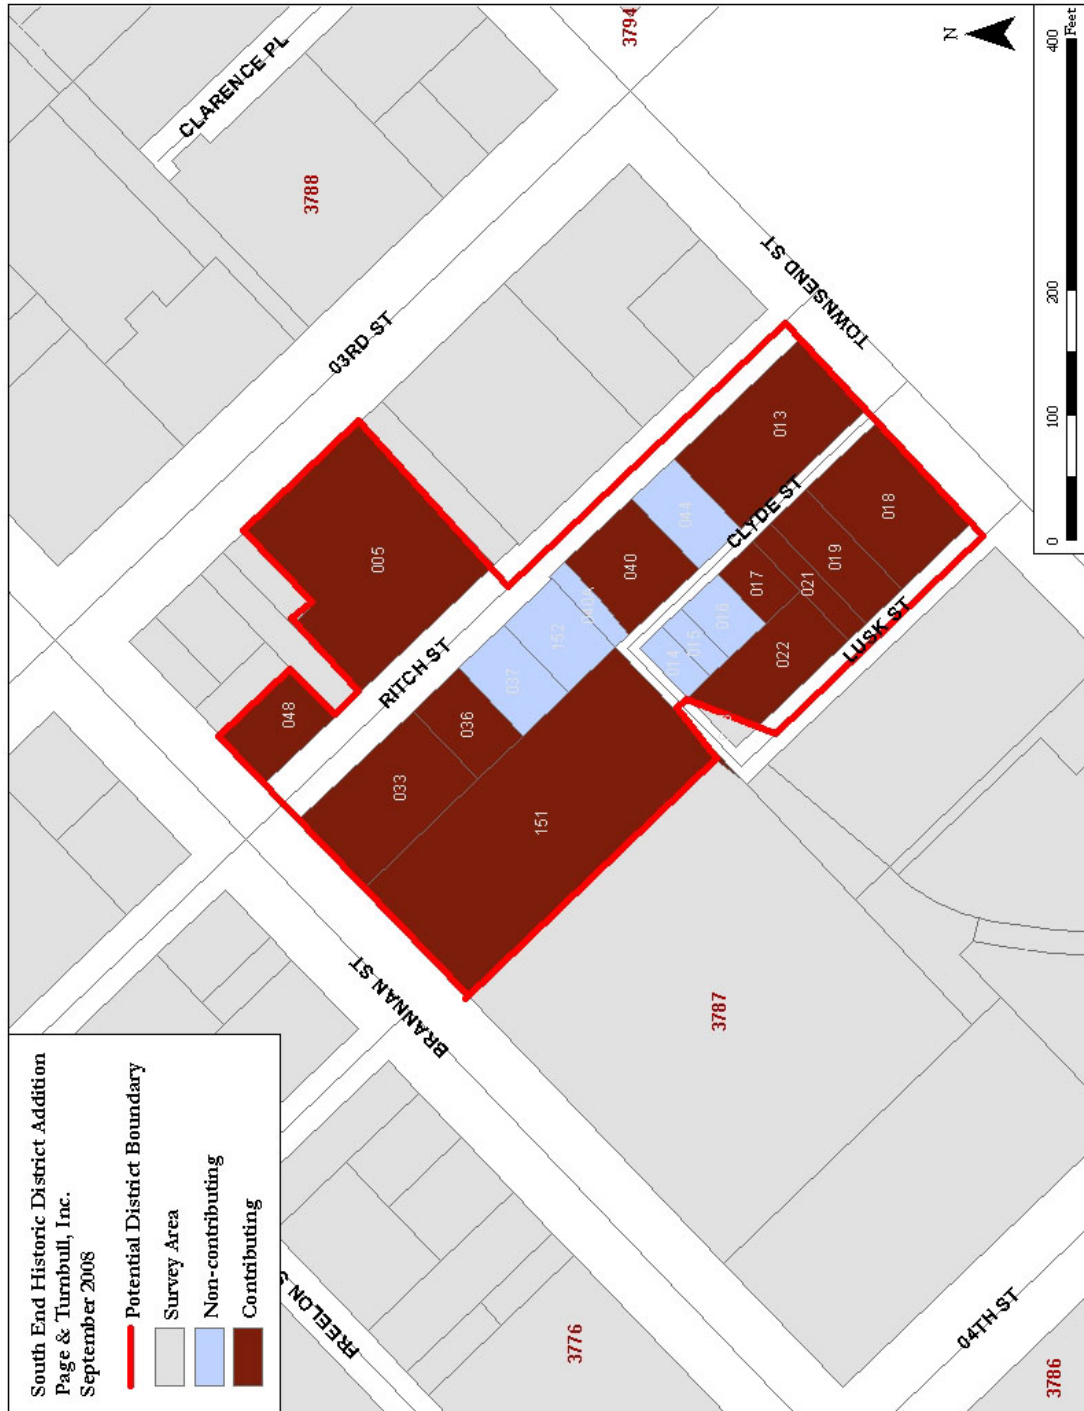 South End Historic District Addition
Page & Turnbull, Inc.
September 2008
Potential District Boundary
Survey Area
Non-contributing
Contributing
FREELON S
BRANNAN ST
RITCH ST
03RD ST
CLARENCE PL
TOWNSEND ST
CLYDE ST
LUSK ST
04TH ST
3776
3786
3787
3788
3794
048
005
033
036
151
037
152
040A
040
044
013
014
015
016
017
018
019
021
022
N
0
100
200
400
Feet